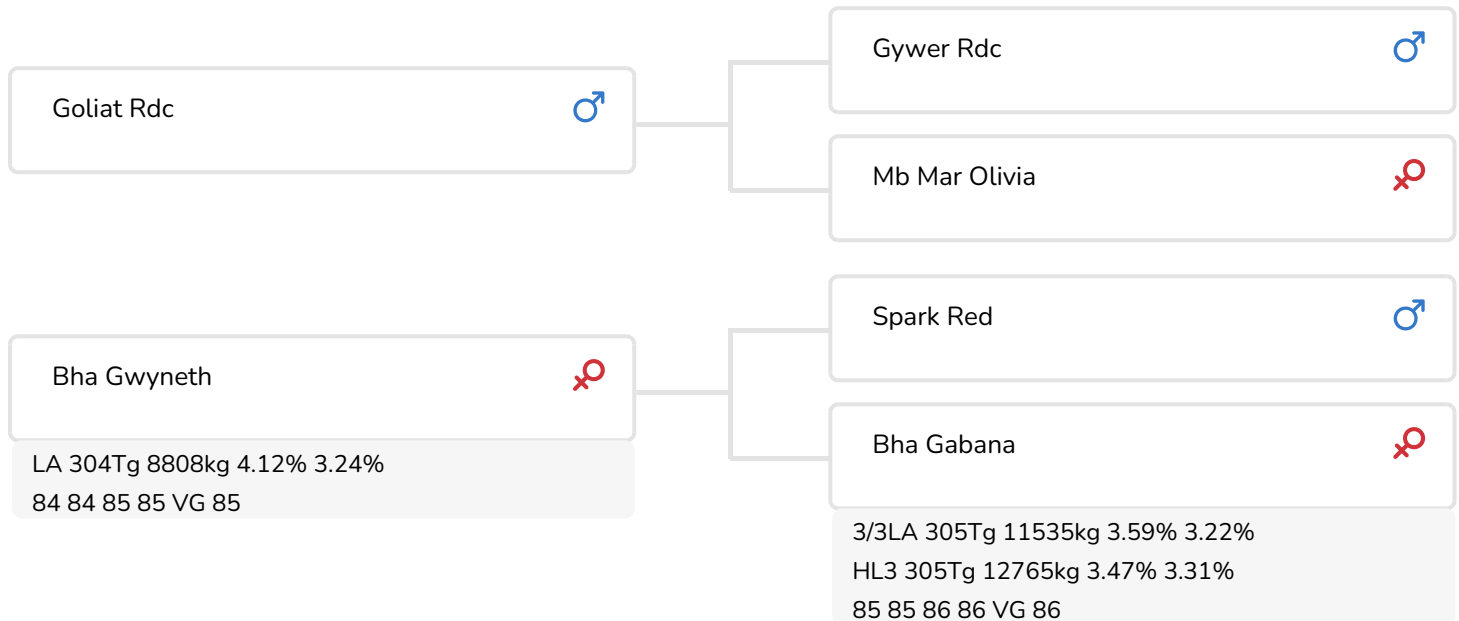 Gywer Rdc
Goliat Rdc
Mb Mar Olivia
Spark Red
Bha Gwyneth
LA 304Tg 8808kg 4.12% 3.24%
84 84 85 85 VG 85
Bha Gabana
3/3LA 305Tg 11535kg 3.59% 3.22%
HL3 305Tg 12765kg 3.47% 3.31%
85 85 86 86 VG 86